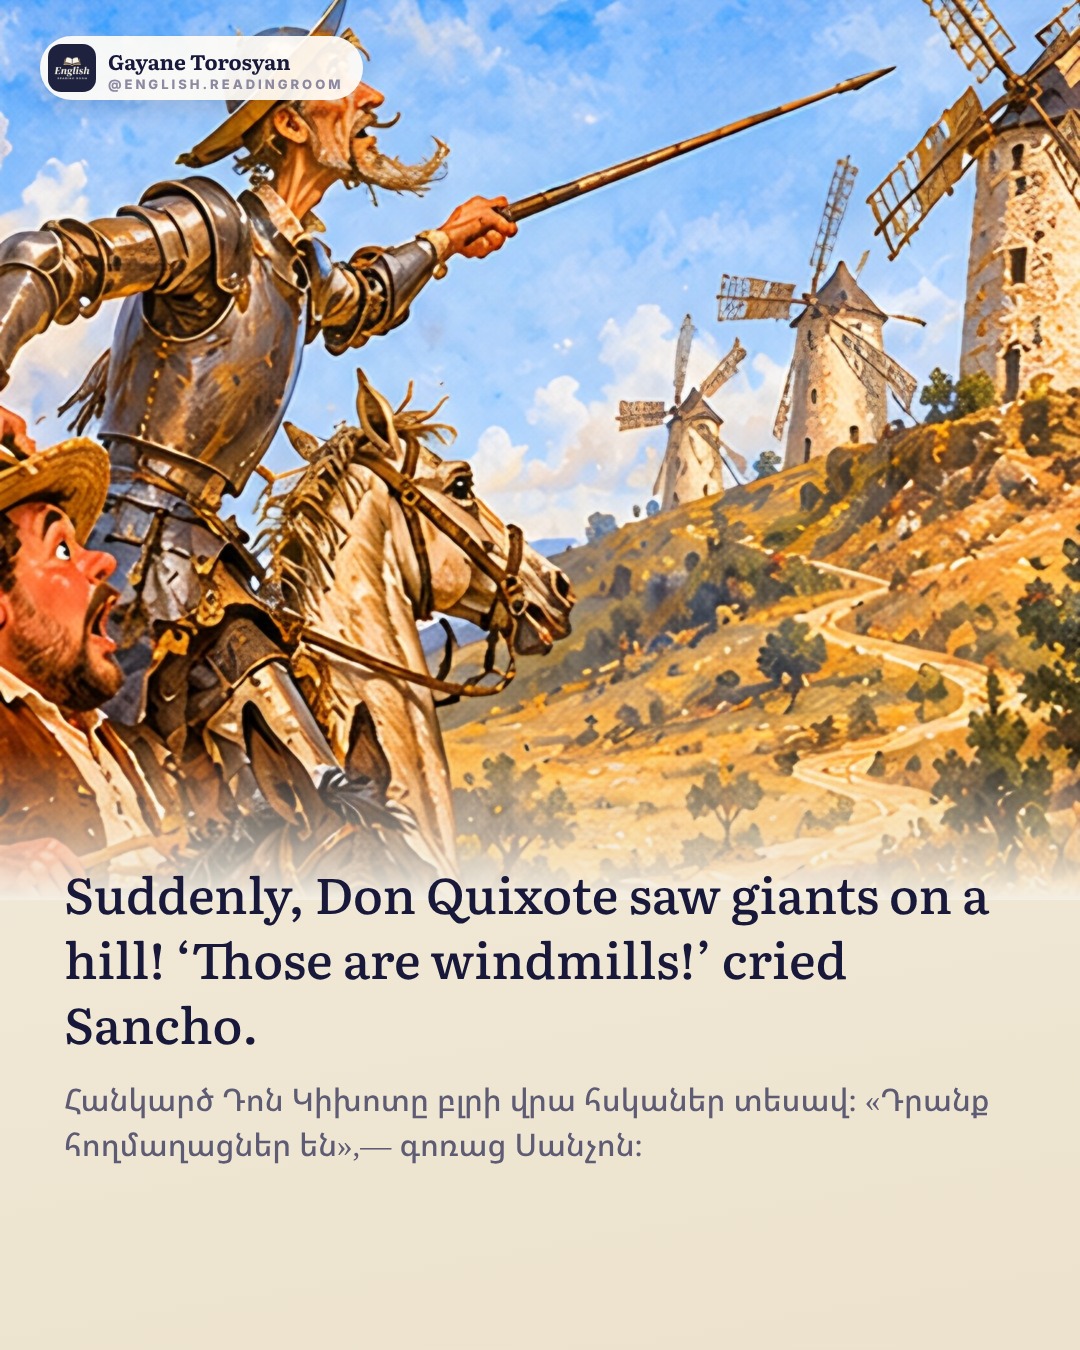 English
Gayane Torosyan
@ENGLISH.READINGROOM
Suddenly, Don Quixote saw giants on a
hill! ‘Those are windmills!’ cried
Sancho.
Հանկարծ Դոն Կիխոտը բլրի վրա հսկաներ տեսավ: «Դրանք
հողմաղացներ են»,— գոռաց Սանչոն: